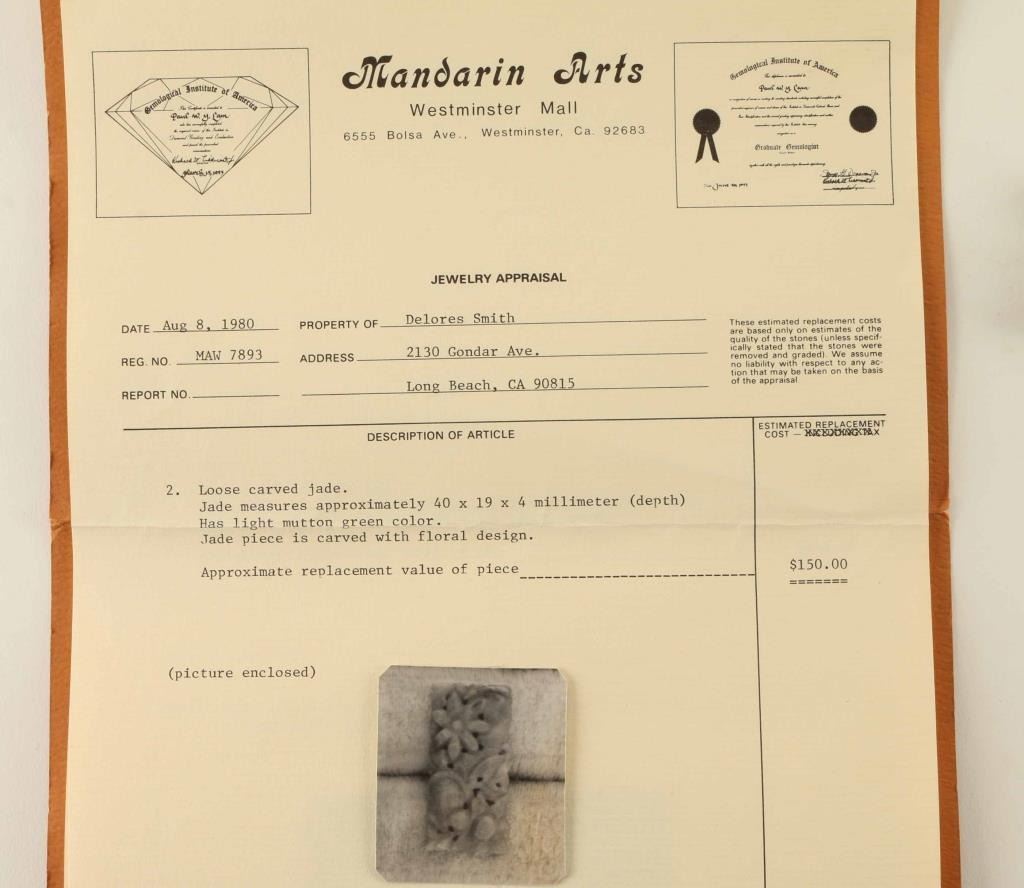 Mandarin Arts
Westminster Mall
6555 Bolsa Ave., Westminster, Ca. 92683
Gemological Institute of America
Paul W. Y. Lam
Gemological Institute of America
Paul W. Y. Lam
Graduate Gemologist
JEWELRY APPRAISAL
DATE Aug 8, 1980 PROPERTY OF Delores Smith
REG. NO. MAW 7893 ADDRESS 2130 Gondar Ave.
REPORT NO. Long Beach, CA 90815
These estimated replacement costs
are based only on estimates of the
quality of the stones (unless specif-
ically stated that the stones were
removed and graded). We assume
no liability with respect to any ac-
tion that may be taken on the basis
of the appraisal.
DESCRIPTION OF ARTICLE
ESTIMATED REPLACEMENT
COST — INCLUDING TAX
2. Loose carved jade.
Jade measures approximately 40 x 19 x 4 millimeter (depth)
Has light mutton green color.
Jade piece is carved with floral design.
Approximate replacement value of piece $150.00
(picture enclosed)